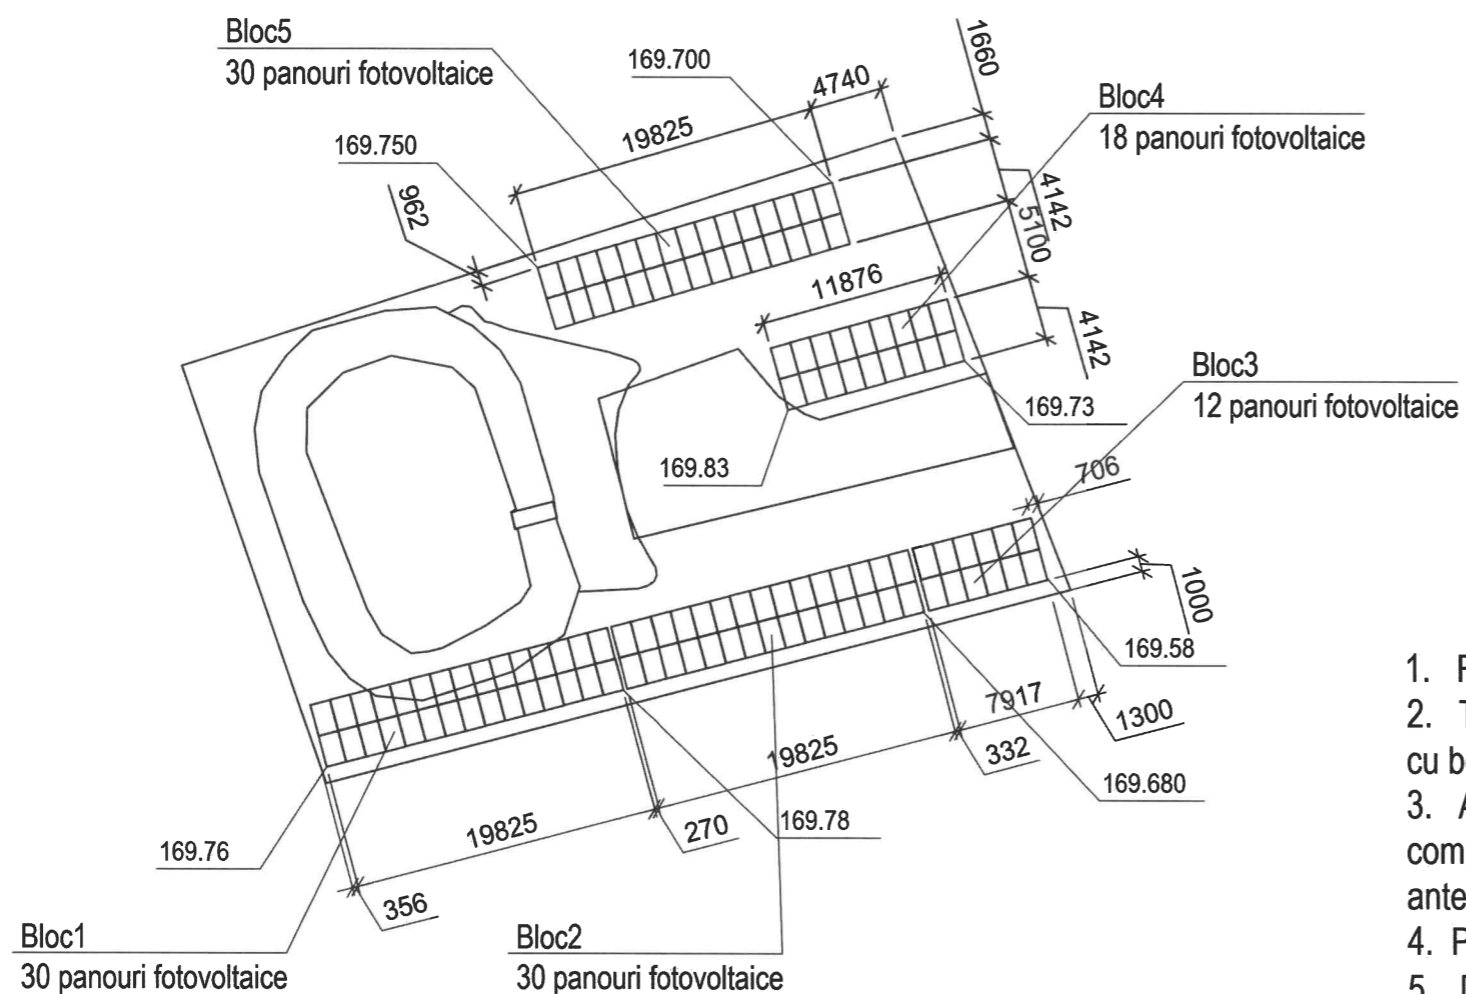 Bloc5
30 panouri fotovoltaice
169.700
4740
1660
19825
Bloc4
18 panouri fotovoltaice
169.750
962
4142
5100
11876
4142
Bloc3
12 panouri fotovoltaice
169.73
169.83
706
1000
169.58
7917
1300
19825
332
169.680
19825
270
169.78
169.76
356
Bloc1
30 panouri fotovoltaice
Bloc2
30 panouri fotovoltaice
1.
2.
cu b
3. A
com
ante
4. P
5.